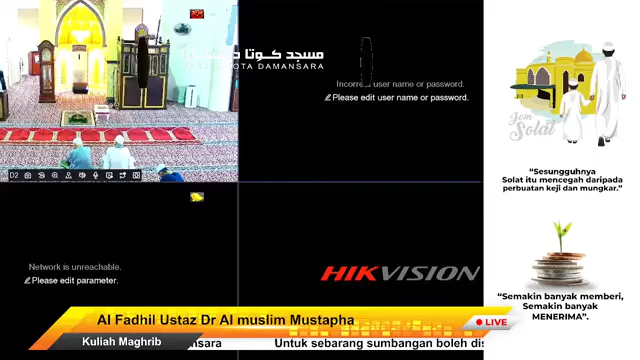 مسجد كوتا دامنسارا
KOTA DAMANSARA
Incorrect user name or password.
Please edit user name or password.
D2
Network is unreachable.
Please edit parameter.
HIKVISION
Jom
Solat
“Sesungguhnya
Solat itu mencegah daripada
perbuatan keji dan mungkar.”
“Semakin banyak memberi,
Semakin banyak
MENERIMA”.
Al Fadhil Ustaz Dr Al muslim Mustapha
LIVE
Kuliah Maghrib
Untuk sebarang sumbangan boleh